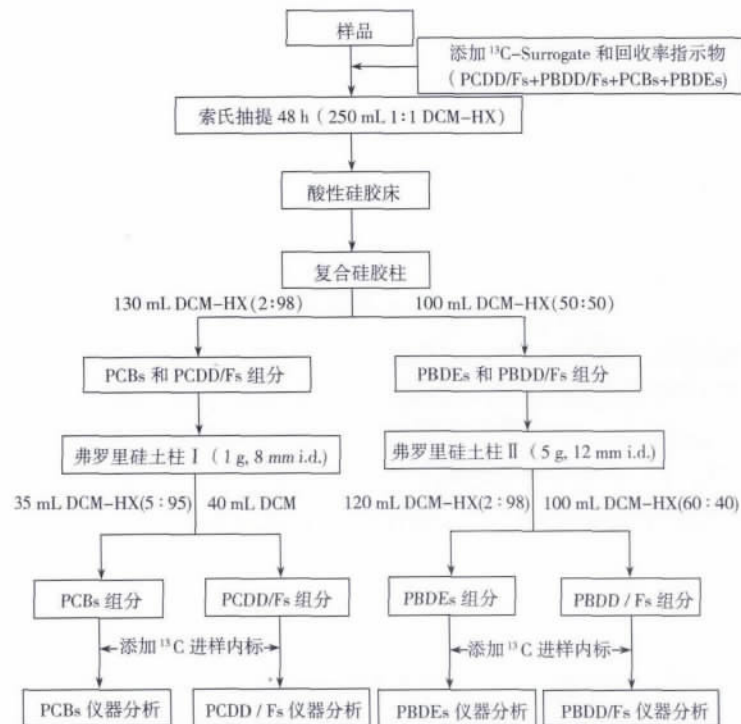 样品
添加 ¹³C-Surrogate 和回收率指示物
(PCDD/Fs+PBDD/Fs+PCBs+PBDEs)
索氏抽提 48 h (250 mL 1:1 DCM-HX)
酸性硅胶床
复合硅胶柱
130 mL DCM-HX(2:98)
100 mL DCM-HX(50:50)
PCBs 和 PCDD/Fs 组分
PBDEs 和 PBDD/Fs 组分
弗罗里硅土柱 Ⅰ (1 g, 8 mm i.d.)
弗罗里硅土柱 Ⅱ (5 g, 12 mm i.d.)
35 mL DCM-HX(5:95)
40 mL DCM
120 mL DCM-HX(2:98)
100 mL DCM-HX(60:40)
PCBs 组分
PCDD/Fs 组分
PBDEs 组分
PBDD / Fs 组分
添加 ¹³C 进样内标
添加 ¹³C 进样内标
PCBs 仪器分析
PCDD / Fs 仪器分析
PBDEs 仪器分析
PBDD/Fs 仪器分析